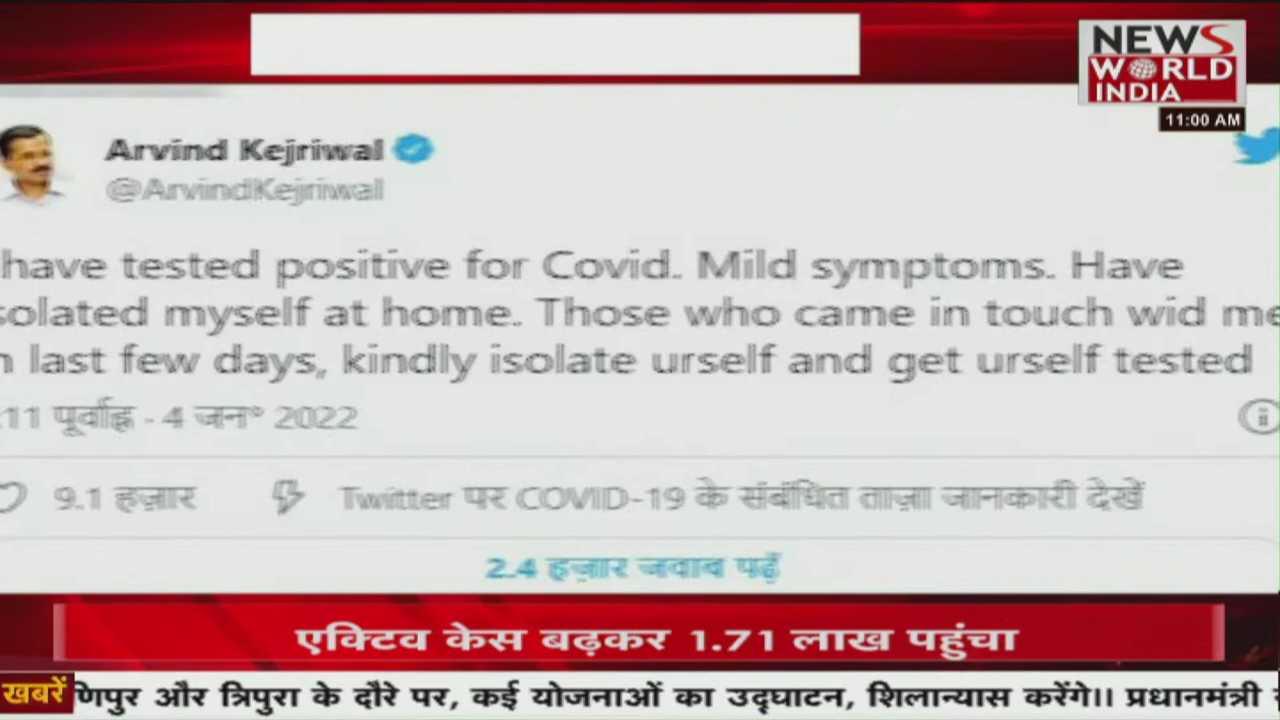 NEWS
WORLD
INDIA
11:00 AM
Arvind Kejriwal
@ArvindKejriwal
have tested positive for Covid. Mild symptoms. Have
solated myself at home. Those who came in touch wid me
n last few days, kindly isolate urself and get urself tested
:11 पूर्वाह्न - 4 जन॰ 2022
9.1 हज़ार Twitter पर COVID-19 के संबंधित ताज़ा जानकारी देखें
2.4 हज़ार जवाब पढ़ें
एक्टिव केस बढ़कर 1.71 लाख पहुंचा
खबरें णिपुर और त्रिपुरा के दौरे पर, कई योजनाओं का उद्घाटन, शिलान्यास करेंगे।। प्रधानमंत्री